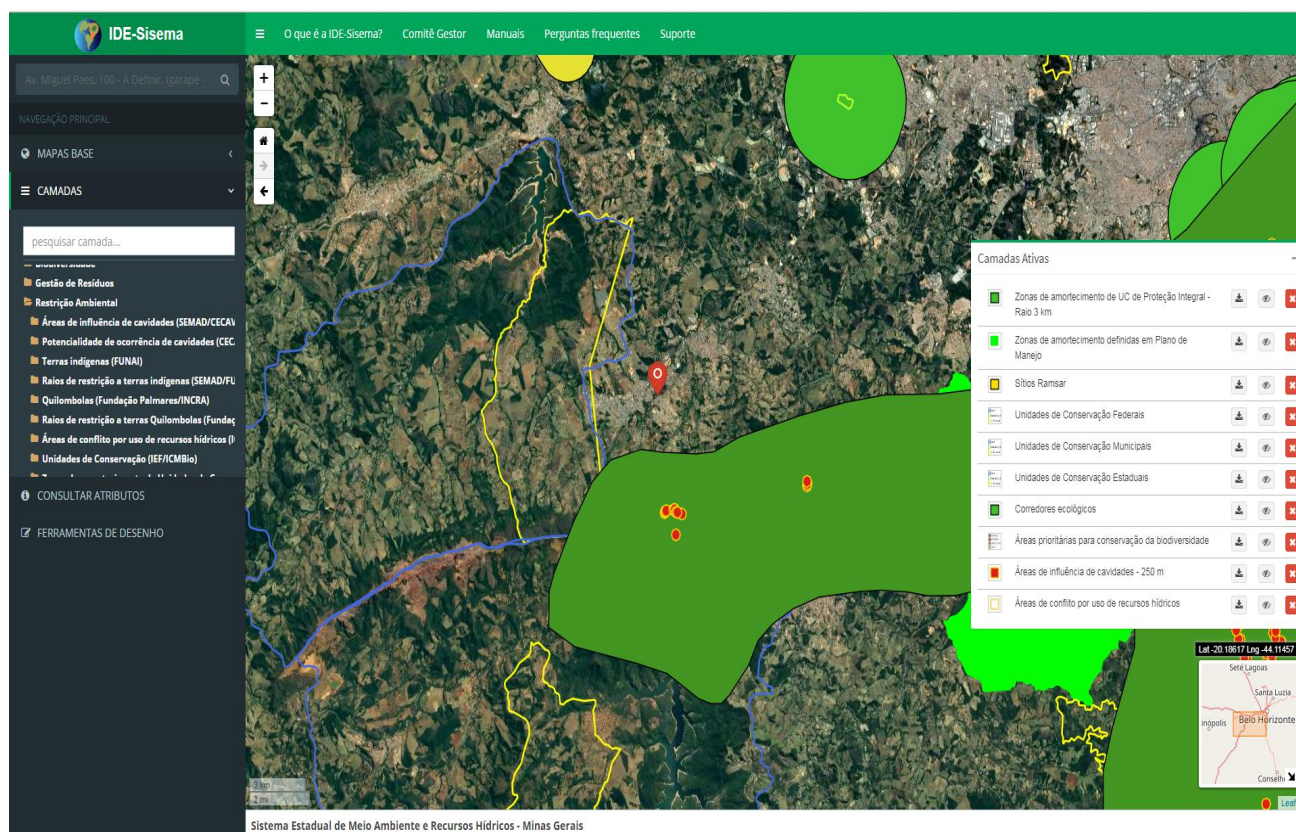 IDE-Sisema
☰ O que é a IDE-Sisema? Comitê Gestor Manuais Perguntas frequentes Suporte
Av. Miguel Paes, 100 - A Definir, Igarapé -
NAVEGAÇÃO PRINCIPAL
MAPAS BASE
CAMADAS
pesquisar camada...
Biodiversidade
Gestão de Resíduos
Restrição Ambiental
Áreas de influência de cavidades (SEMAD/CECAV
Potencialidade de ocorrência de cavidades (CEC
Terras indígenas (FUNAI)
Raios de restrição a terras indígenas (SEMAD/FU
Quilombolas (Fundação Palmares/INCRA)
Raios de restrição a terras Quilombolas (Fundaç
Áreas de conflito por uso de recursos hídricos (I
Unidades de Conservação (IEF/ICMBio)
CONSULTAR ATRIBUTOS
FERRAMENTAS DE DESENHO
+
−
O
Camadas Ativas
Zonas de amortecimento de UC de Proteção Integral -
Raio 3 km
Zonas de amortecimento definidas em Plano de
Manejo
Sítios Ramsar
Unidades de Conservação Federais
Unidades de Conservação Municipais
Unidades de Conservação Estaduais
Corredores ecológicos
Áreas prioritárias para conservação da biodiversidade
Áreas de influência de cavidades - 250 m
Áreas de conflito por uso de recursos hídricos
Lat -20.18617 Lng -44.11457
Sete Lagoas
Santa Luzia
inópolis
Belo Horizonte
Conselh
3 km
2 mi
Leaf
Sistema Estadual de Meio Ambiente e Recursos Hídricos - Minas Gerais